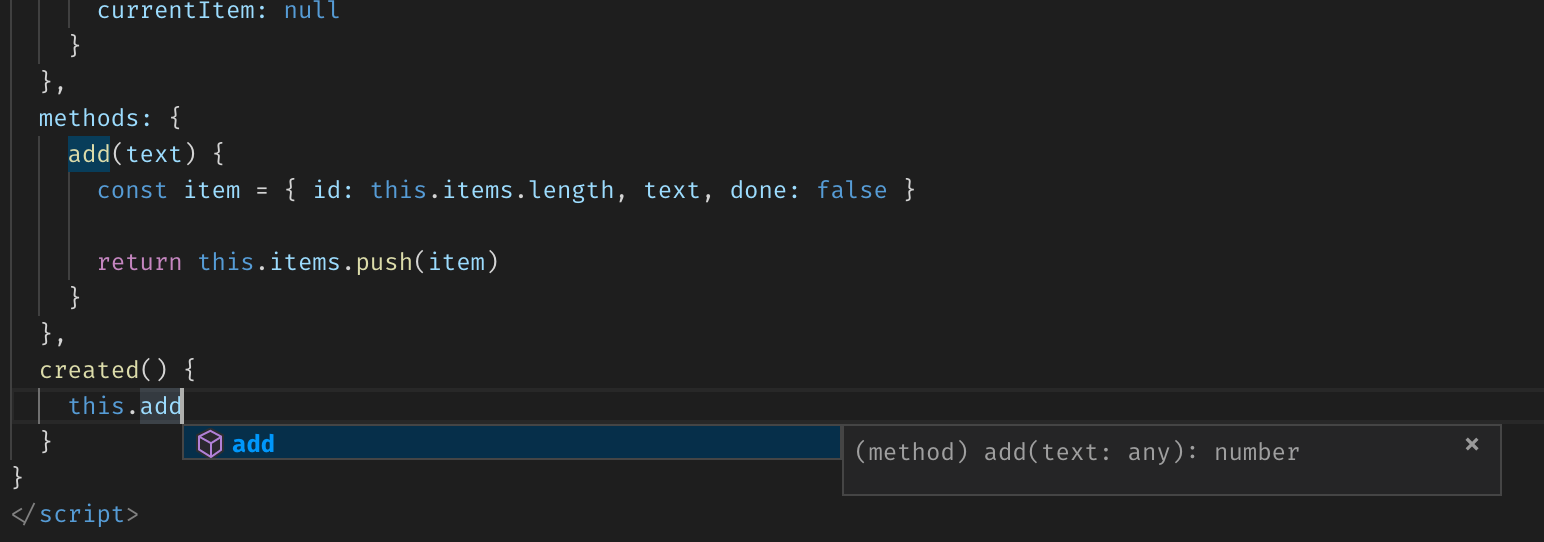 currentItem: null
    }
  },
  methods: {
    add(text) {
      const item = { id: this.items.length, text, done: false }

      return this.items.push(item)
    }
  },
  created() {
    this.add
add
(method) add(text: any): number
×
  }
}
</script>